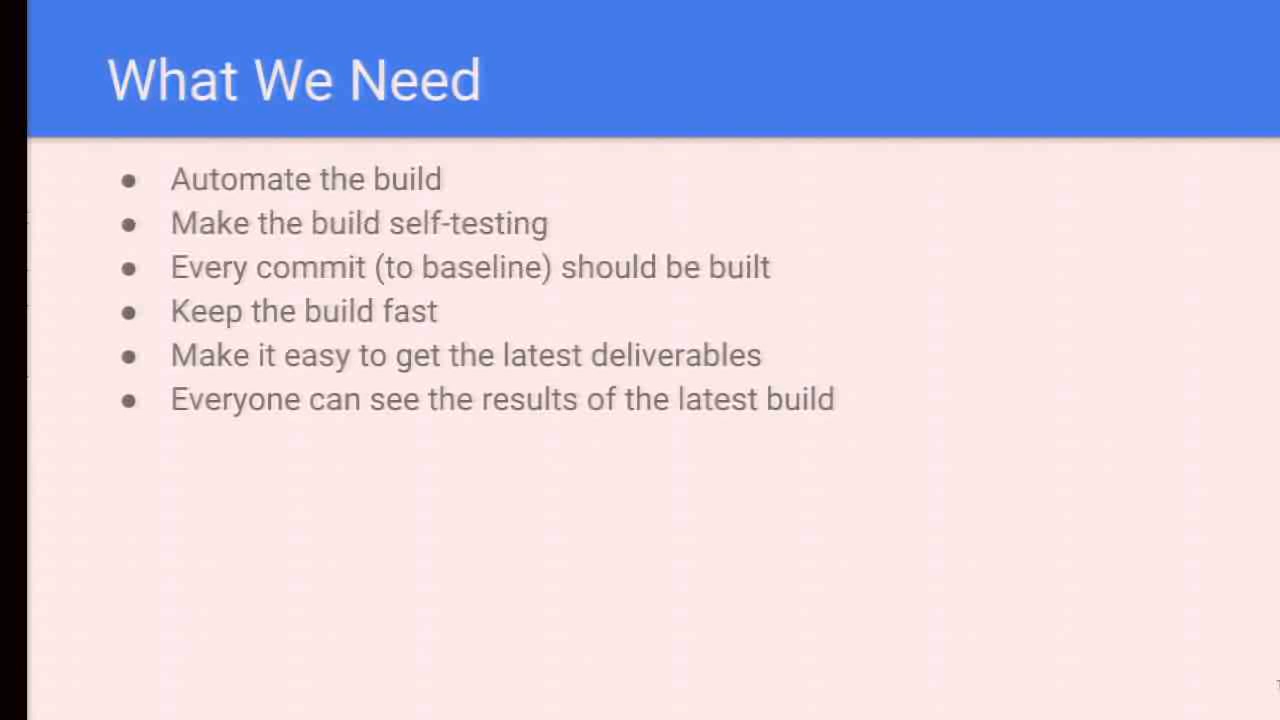 What We Need
● Automate the build
● Make the build self-testing
● Every commit (to baseline) should be built
● Keep the build fast
● Make it easy to get the latest deliverables
● Everyone can see the results of the latest build